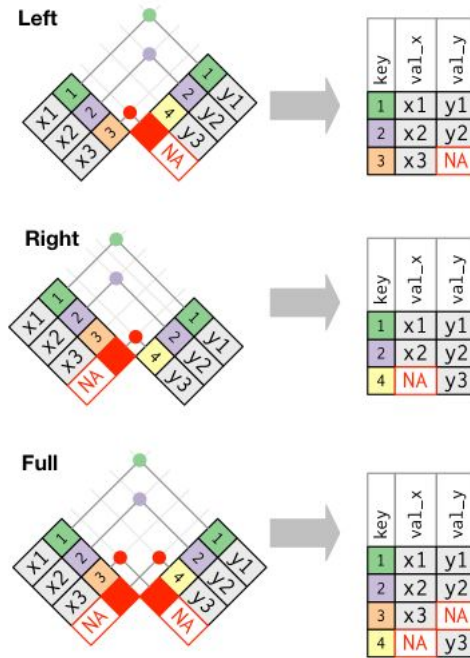 Left
1 x1
2 x2
3 x3
1 y1
2 y2
4 y3
NA
key val_x val_y
1 x1 y1
2 x2 y2
3 x3 NA
Right
1 x1
2 x2
3 x3
NA
1 y1
2 y2
4 y3
key val_x val_y
1 x1 y1
2 x2 y2
4 NA y3
Full
1 x1
2 x2
3 x3
NA
1 y1
2 y2
4 y3
NA
key val_x val_y
1 x1 y1
2 x2 y2
3 x3 NA
4 NA y3